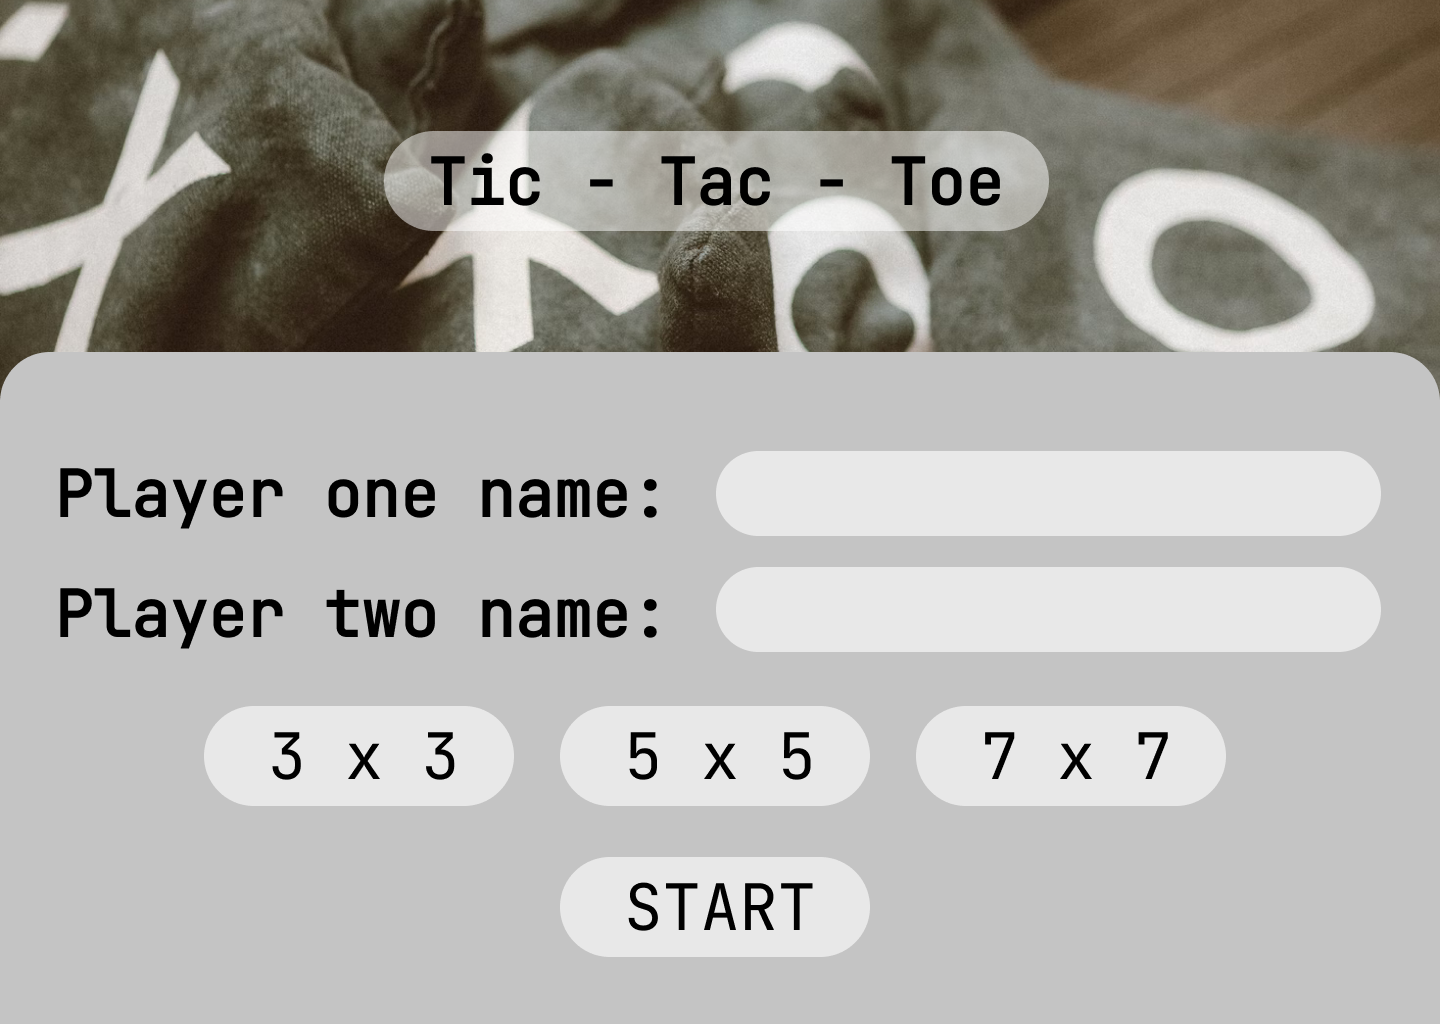 Tic - Tac - Toe
Player one name:
Player two name:
3 x 3
5 x 5
7 x 7
START